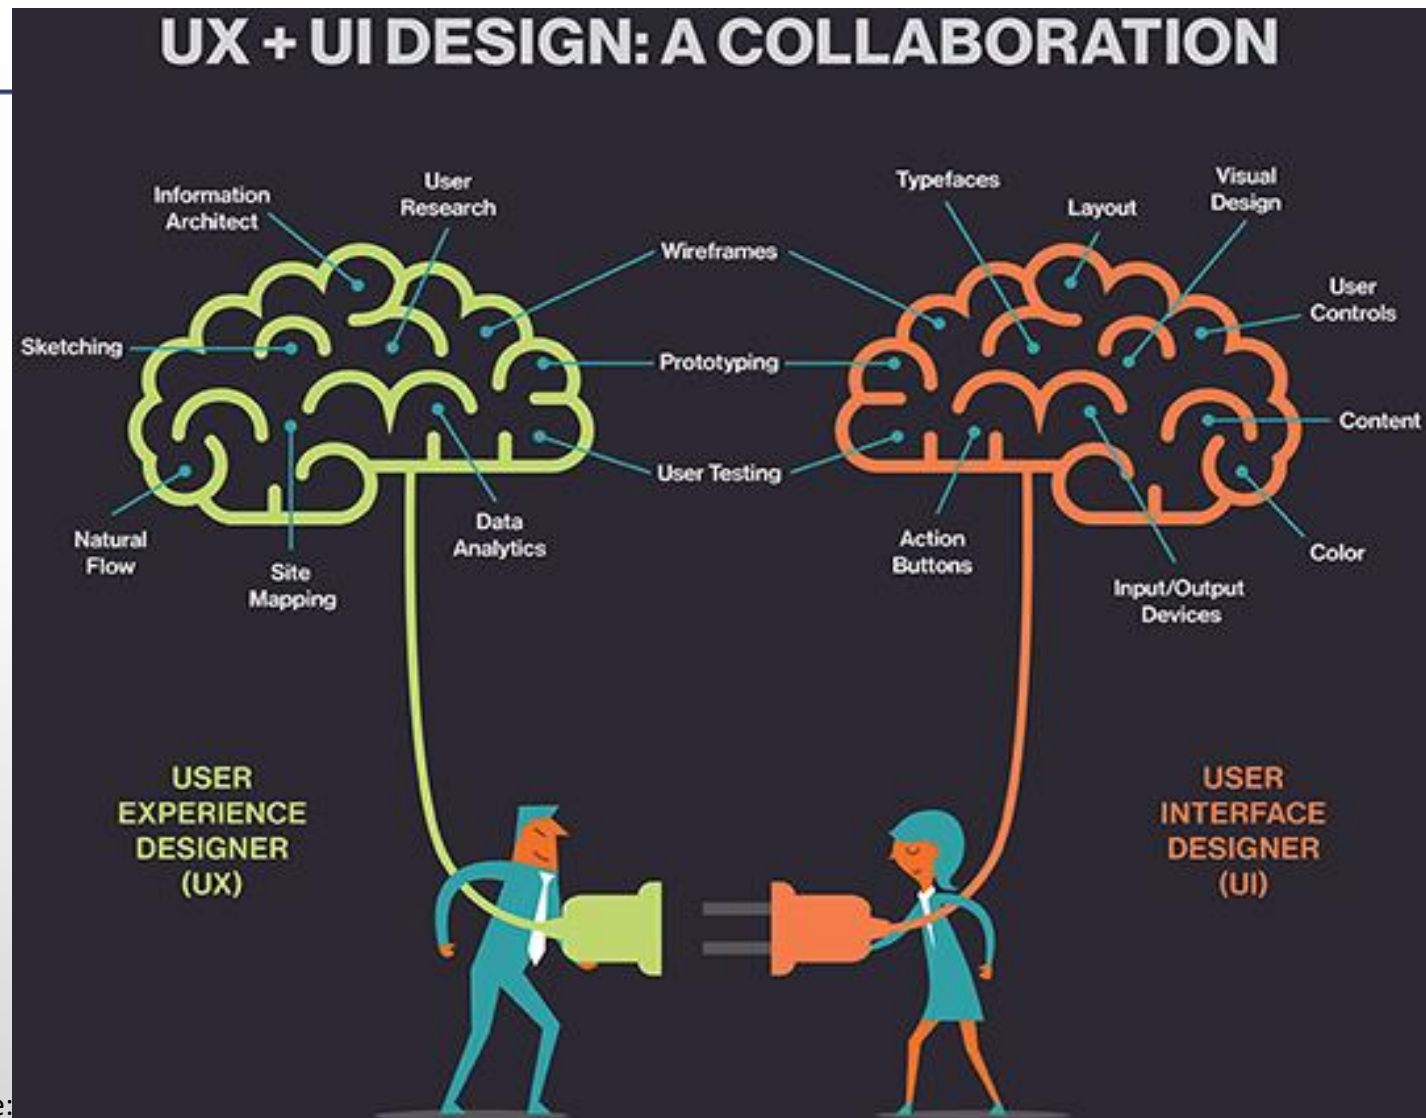 UX + UI DESIGN: A COLLABORATION
Information
Architect
User
Research
Wireframes
Typefaces
Layout
Visual
Design
User
Controls
Sketching
Prototyping
Content
User Testing
Natural
Flow
Site
Mapping
Data
Analytics
Action
Buttons
Input/Output
Devices
Color
USER
EXPERIENCE
DESIGNER
(UX)
USER
INTERFACE
DESIGNER
(UI)